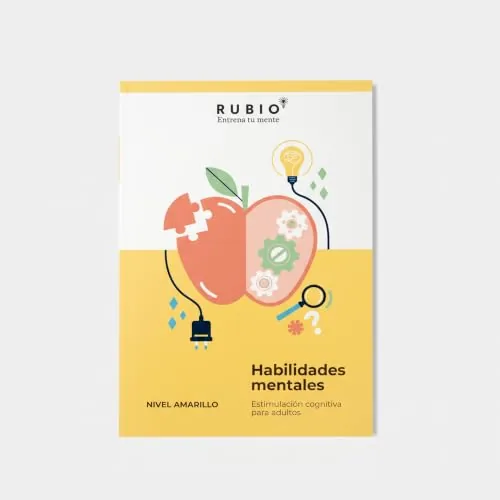 RUBIO
Entrena tu mente
?
Habilidades
mentales
NIVEL AMARILLO
Estimulación cognitiva
para adultos